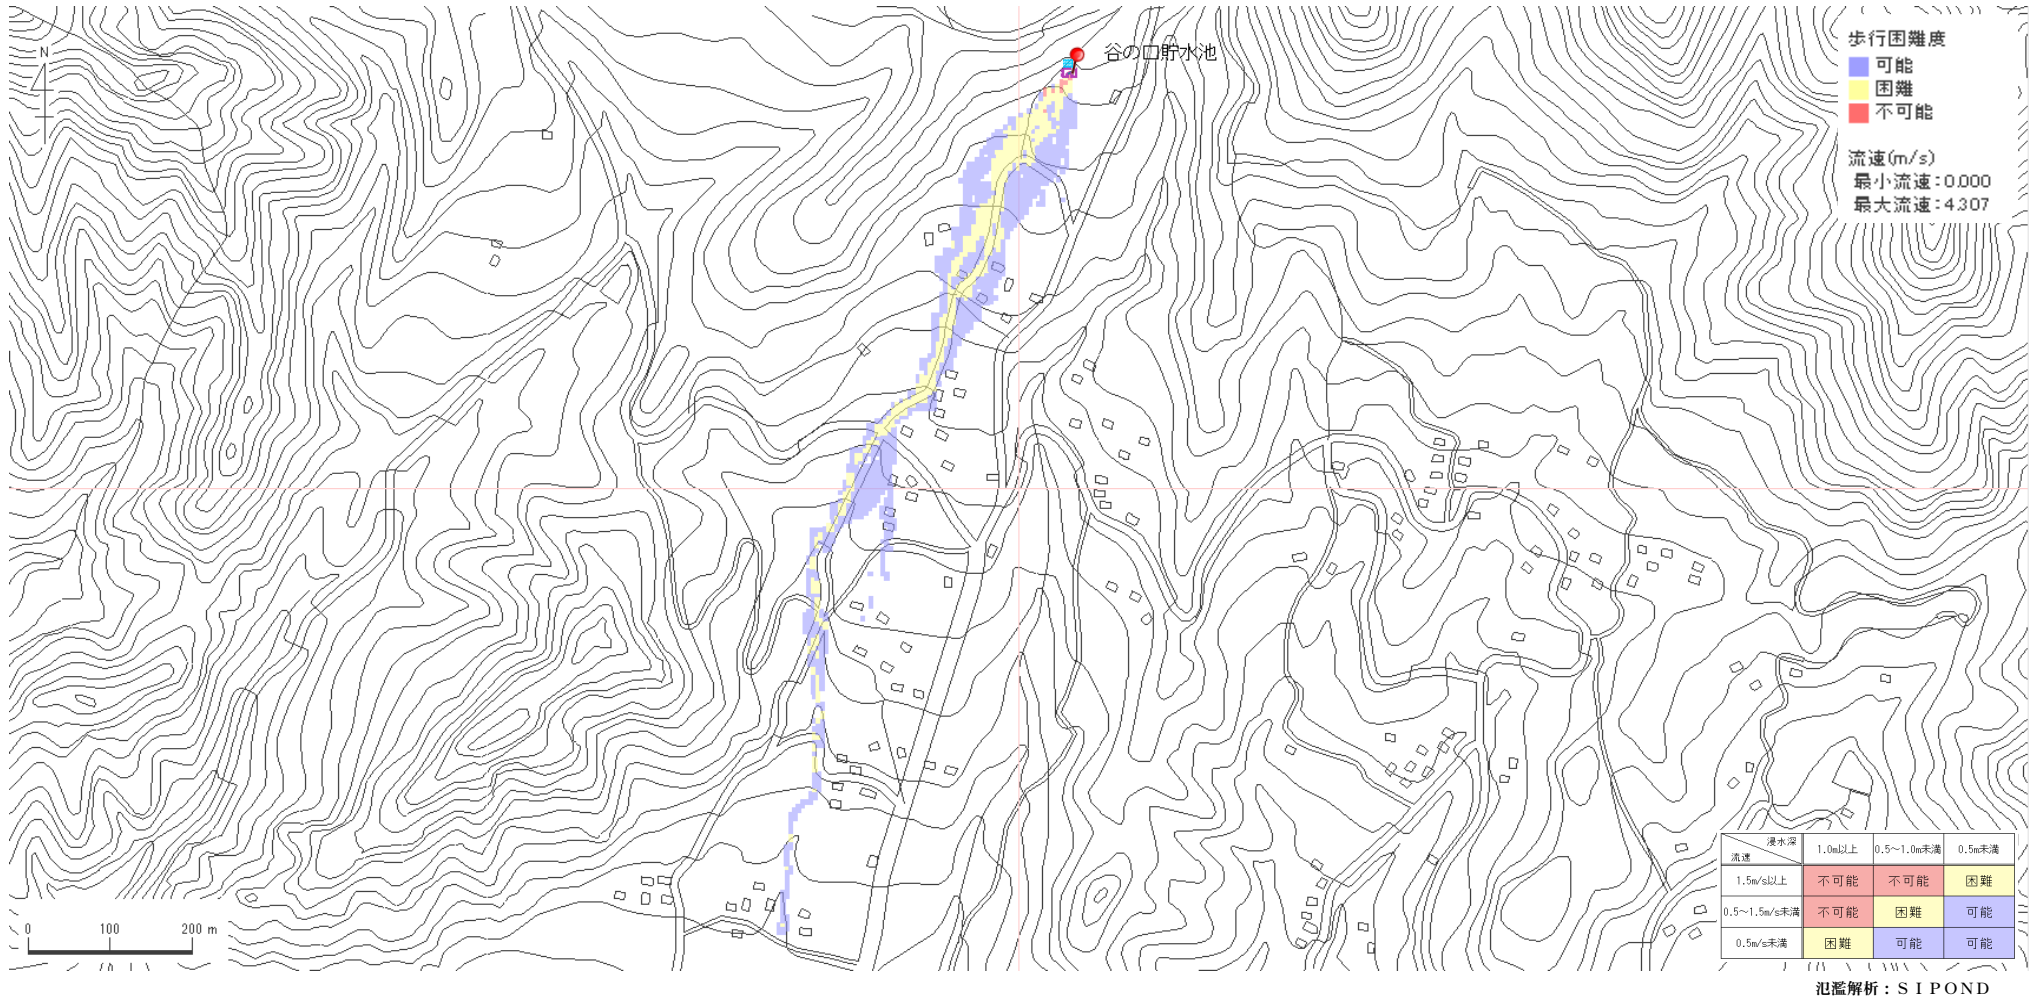 N
谷の口貯水池
歩行困難度
可能
困難
不可能
流速(m/s)
最小流速:0.000
最大流速:4.307
0 100 200 m
浸水深
流速
1.0m以上 0.5~1.0m未満 0.5m未満
1.5m/s以上 不可能 不可能 困難
0.5~1.5m/s未満 不可能 困難 可能
0.5m/s未満 困難 可能 可能
氾濫解析:SIPOND